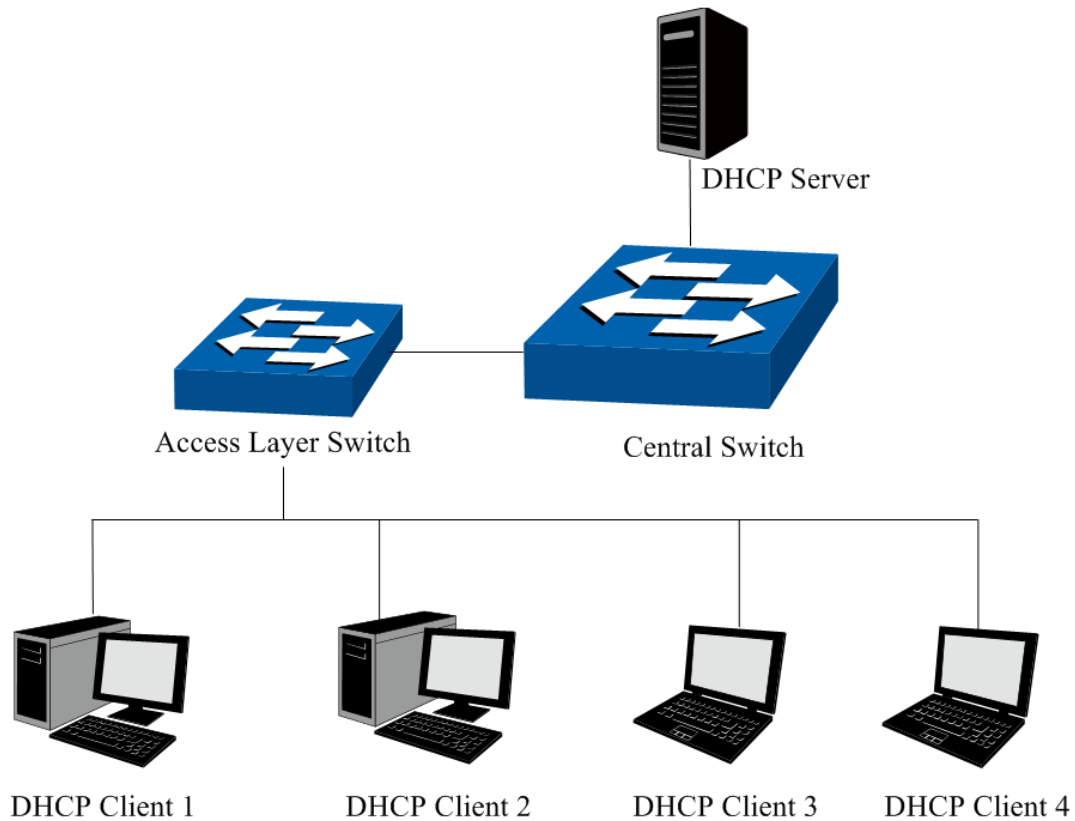 DHCP Server
Access Layer Switch
Central Switch
DHCP Client 1
DHCP Client 2
DHCP Client 3
DHCP Client 4